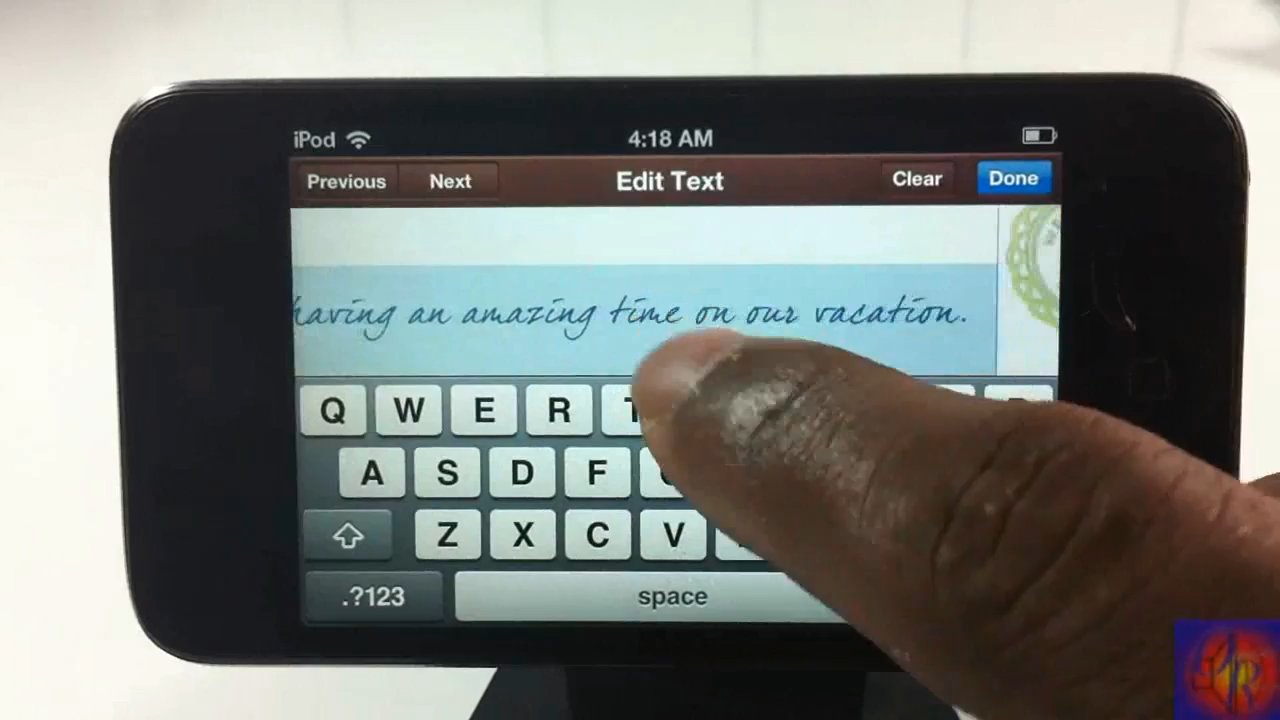 iPod 4:18 AM
Previous Next Edit Text Clear Done
having an amazing time on our vacation.
Q W E R T
A S D F
Z X C V
.?123 space